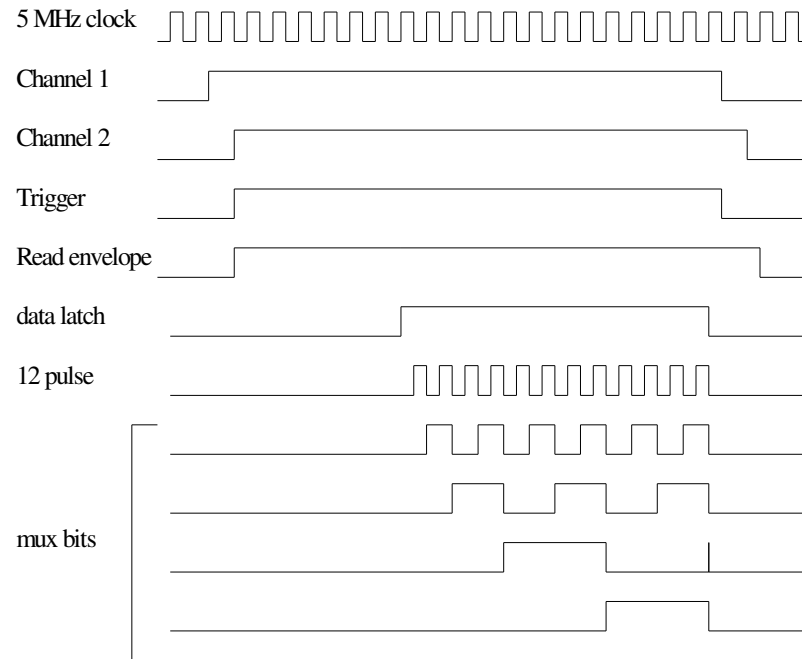 5 MHz clock
Channel 1
Channel 2
Trigger
Read envelope
data latch
12 pulse
mux bits